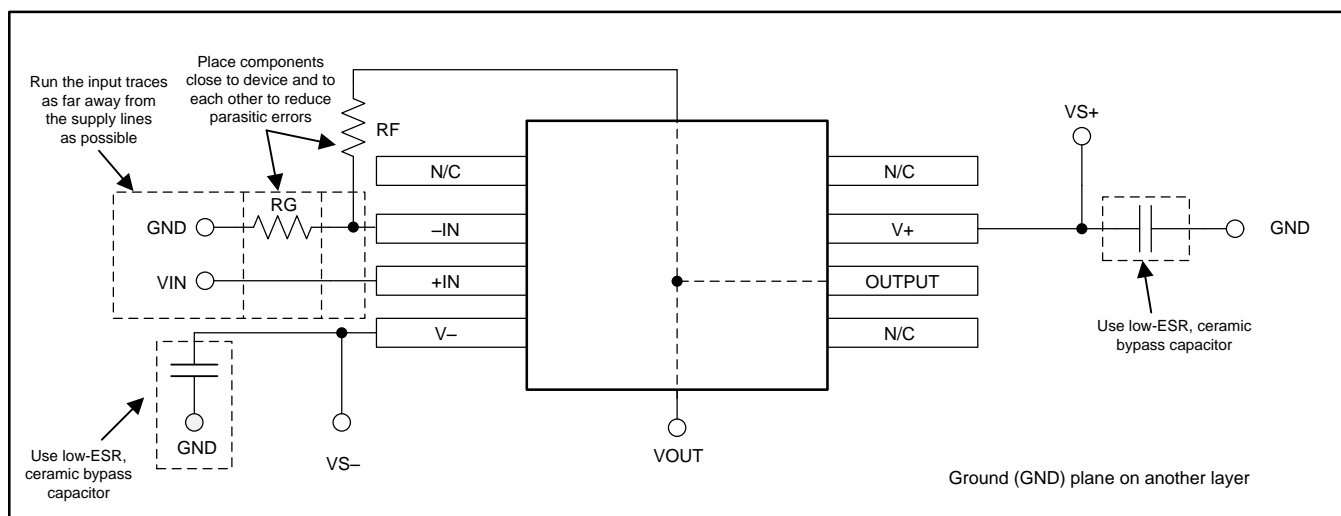 Run the input traces
as far away from
the supply lines
as possible
Place components
close to device and to
each other to reduce
parasitic errors
RF
VS+
N/C
N/C
RG
GND
–IN
V+
GND
VIN
+IN
OUTPUT
V–
N/C
Use low-ESR, ceramic
bypass capacitor
GND
VS–
VOUT
Use low-ESR,
ceramic bypass
capacitor
Ground (GND) plane on another layer